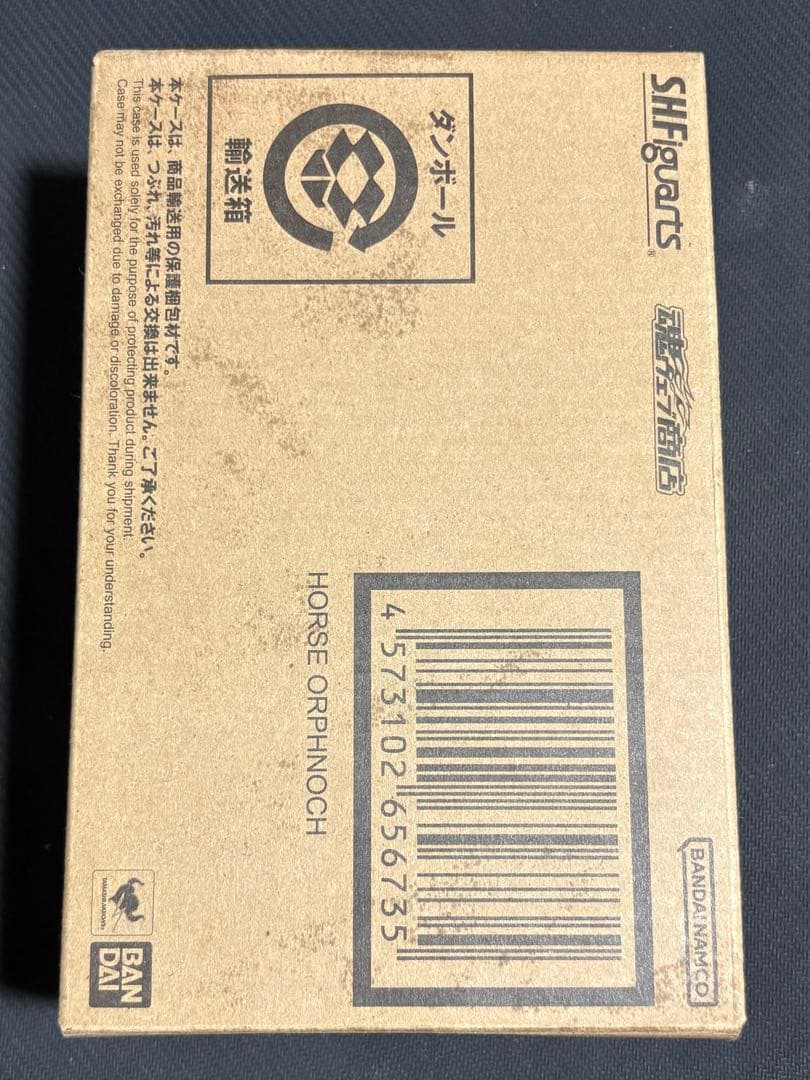 S.H.Figuarts®
魂ウェブ商店
ダンボール
輸送箱
本ケースは、商品輸送用の保護梱包材です。
本ケースは、つぶれ、汚れ等による交換は出来ません。ご了承ください。
This case is used solely for the purpose of protecting product during shipment.
Case may not be exchanged due to damage or discoloration. Thank you for your understanding.
HORSE ORPHNOCH
4 573102 656735
BANDAI NAMCO
TAMASHII NATIONS
BAN
DAI